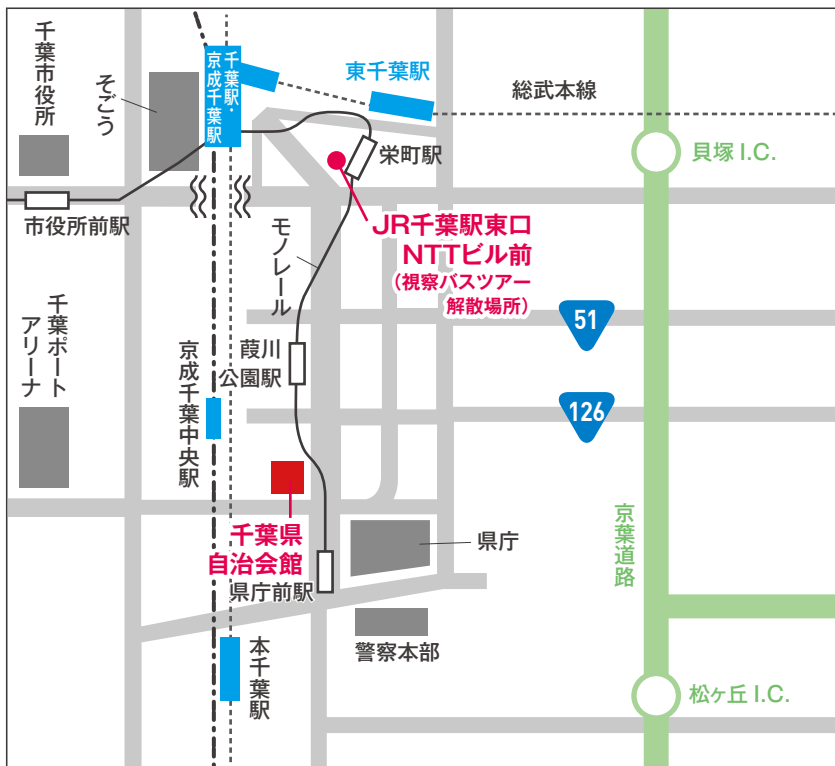 千葉市役所
そごう
千葉駅・
京成千葉駅
東千葉駅
総武本線
貝塚 I.C.
栄町駅
市役所前駅
JR千葉駅東口
NTTビル前
(視察バスツアー
解散場所)
モノレール
千葉ポート
アリーナ
京成千葉中央駅
葭川
公園駅
51
126
千葉県
自治会館
県庁前駅
県庁
京葉道路
警察本部
本千葉駅
松ヶ丘 I.C.